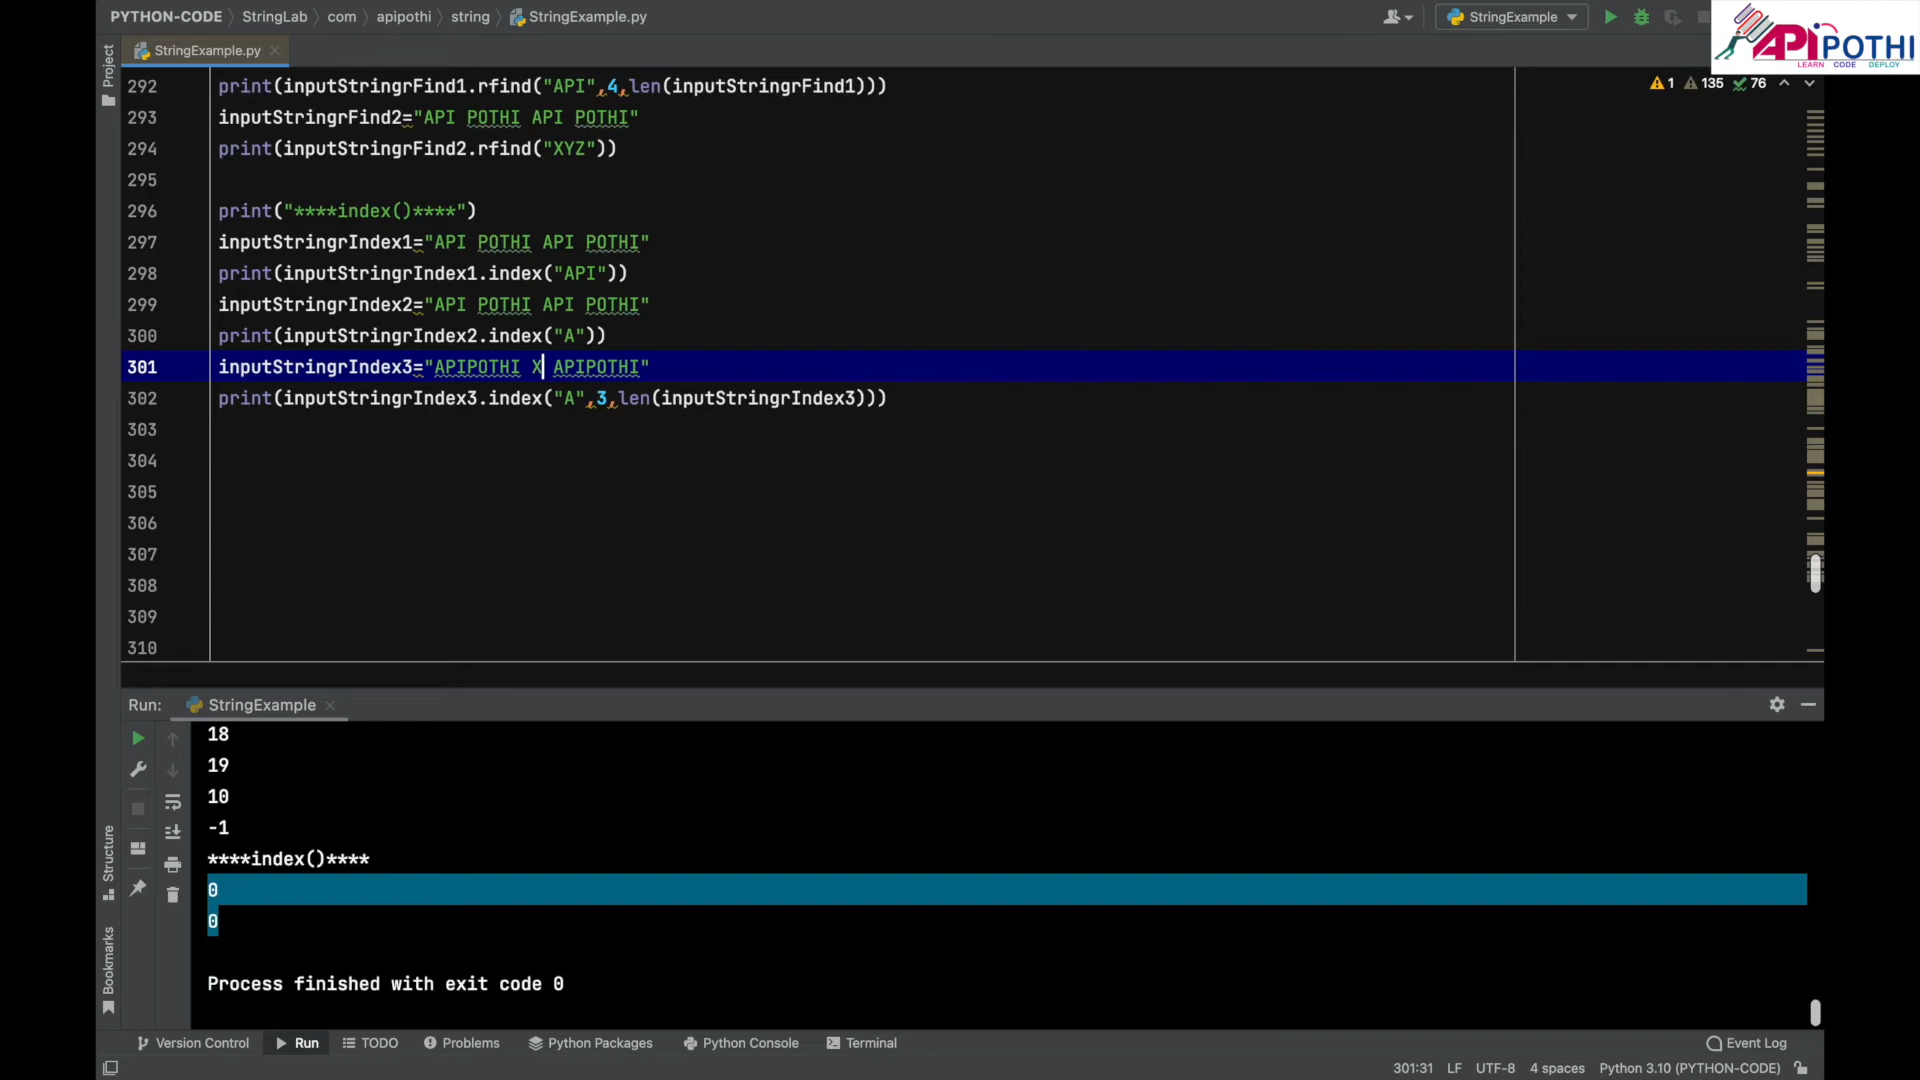 PYTHON-CODE StringLab com apipothi string StringExample.py
StringExample
APIPOTHI
LEARN CODE DEPLOY
Project
StringExample.py
1 135 76
292 print(inputStringrFind1.rfind("API",4,len(inputStringrFind1)))
293 inputStringrFind2="API POTHI API POTHI"
294 print(inputStringrFind2.rfind("XYZ"))
295
296 print("****index()****")
297 inputStringrIndex1="API POTHI API POTHI"
298 print(inputStringrIndex1.index("API"))
299 inputStringrIndex2="API POTHI API POTHI"
300 print(inputStringrIndex2.index("A"))
301 inputStringrIndex3="APIPOTHI X APIPOTHI"
302 print(inputStringrIndex3.index("A",3,len(inputStringrIndex3)))
303
304
305
306
307
308
309
310
Run: StringExample
18
19
10
-1
****index()****
0
0
Process finished with exit code 0
Structure
Bookmarks
Version Control Run TODO Problems Python Packages Python Console Terminal Event Log
301:31 LF UTF-8 4 spaces Python 3.10 (PYTHON-CODE)